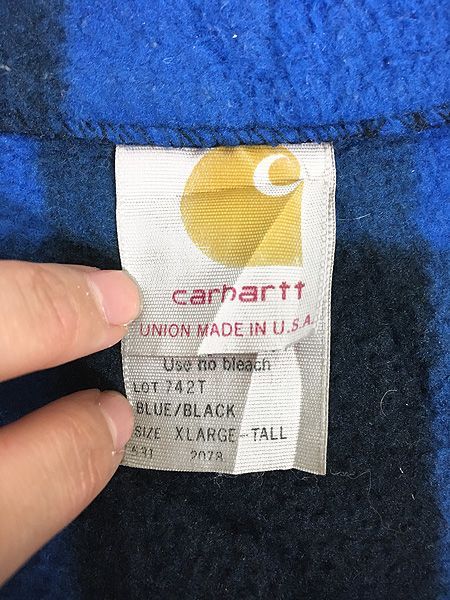 carhartt
UNION MADE IN U.S.A.
Use no bleach
LOT 742T
BLUE/BLACK
SIZE XLARGE-TALL
2078